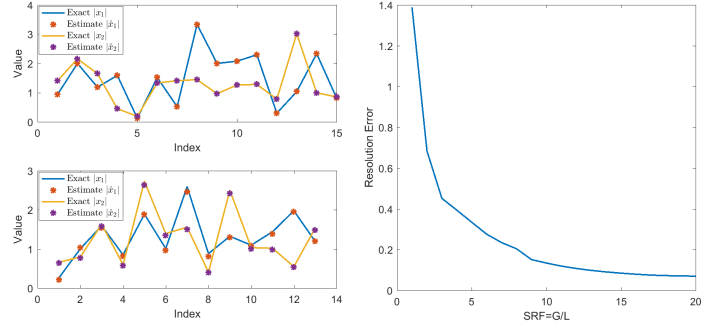 4
3
2
1
0
Value
Exact |x₁|
Estimate |x̂₁|
Exact |x₂|
Estimate |x̂₂|
0 5 10 15
Index
3
2
1
0
Value
Exact |x₁|
Estimate |x̂₁|
Exact |x₂|
Estimate |x̂₂|
0 2 4 6 8 10 12 14
Index
1.4
1.2
1
0.8
0.6
0.4
0.2
0
Resolution Error
0 5 10 15 20
SRF=G/L